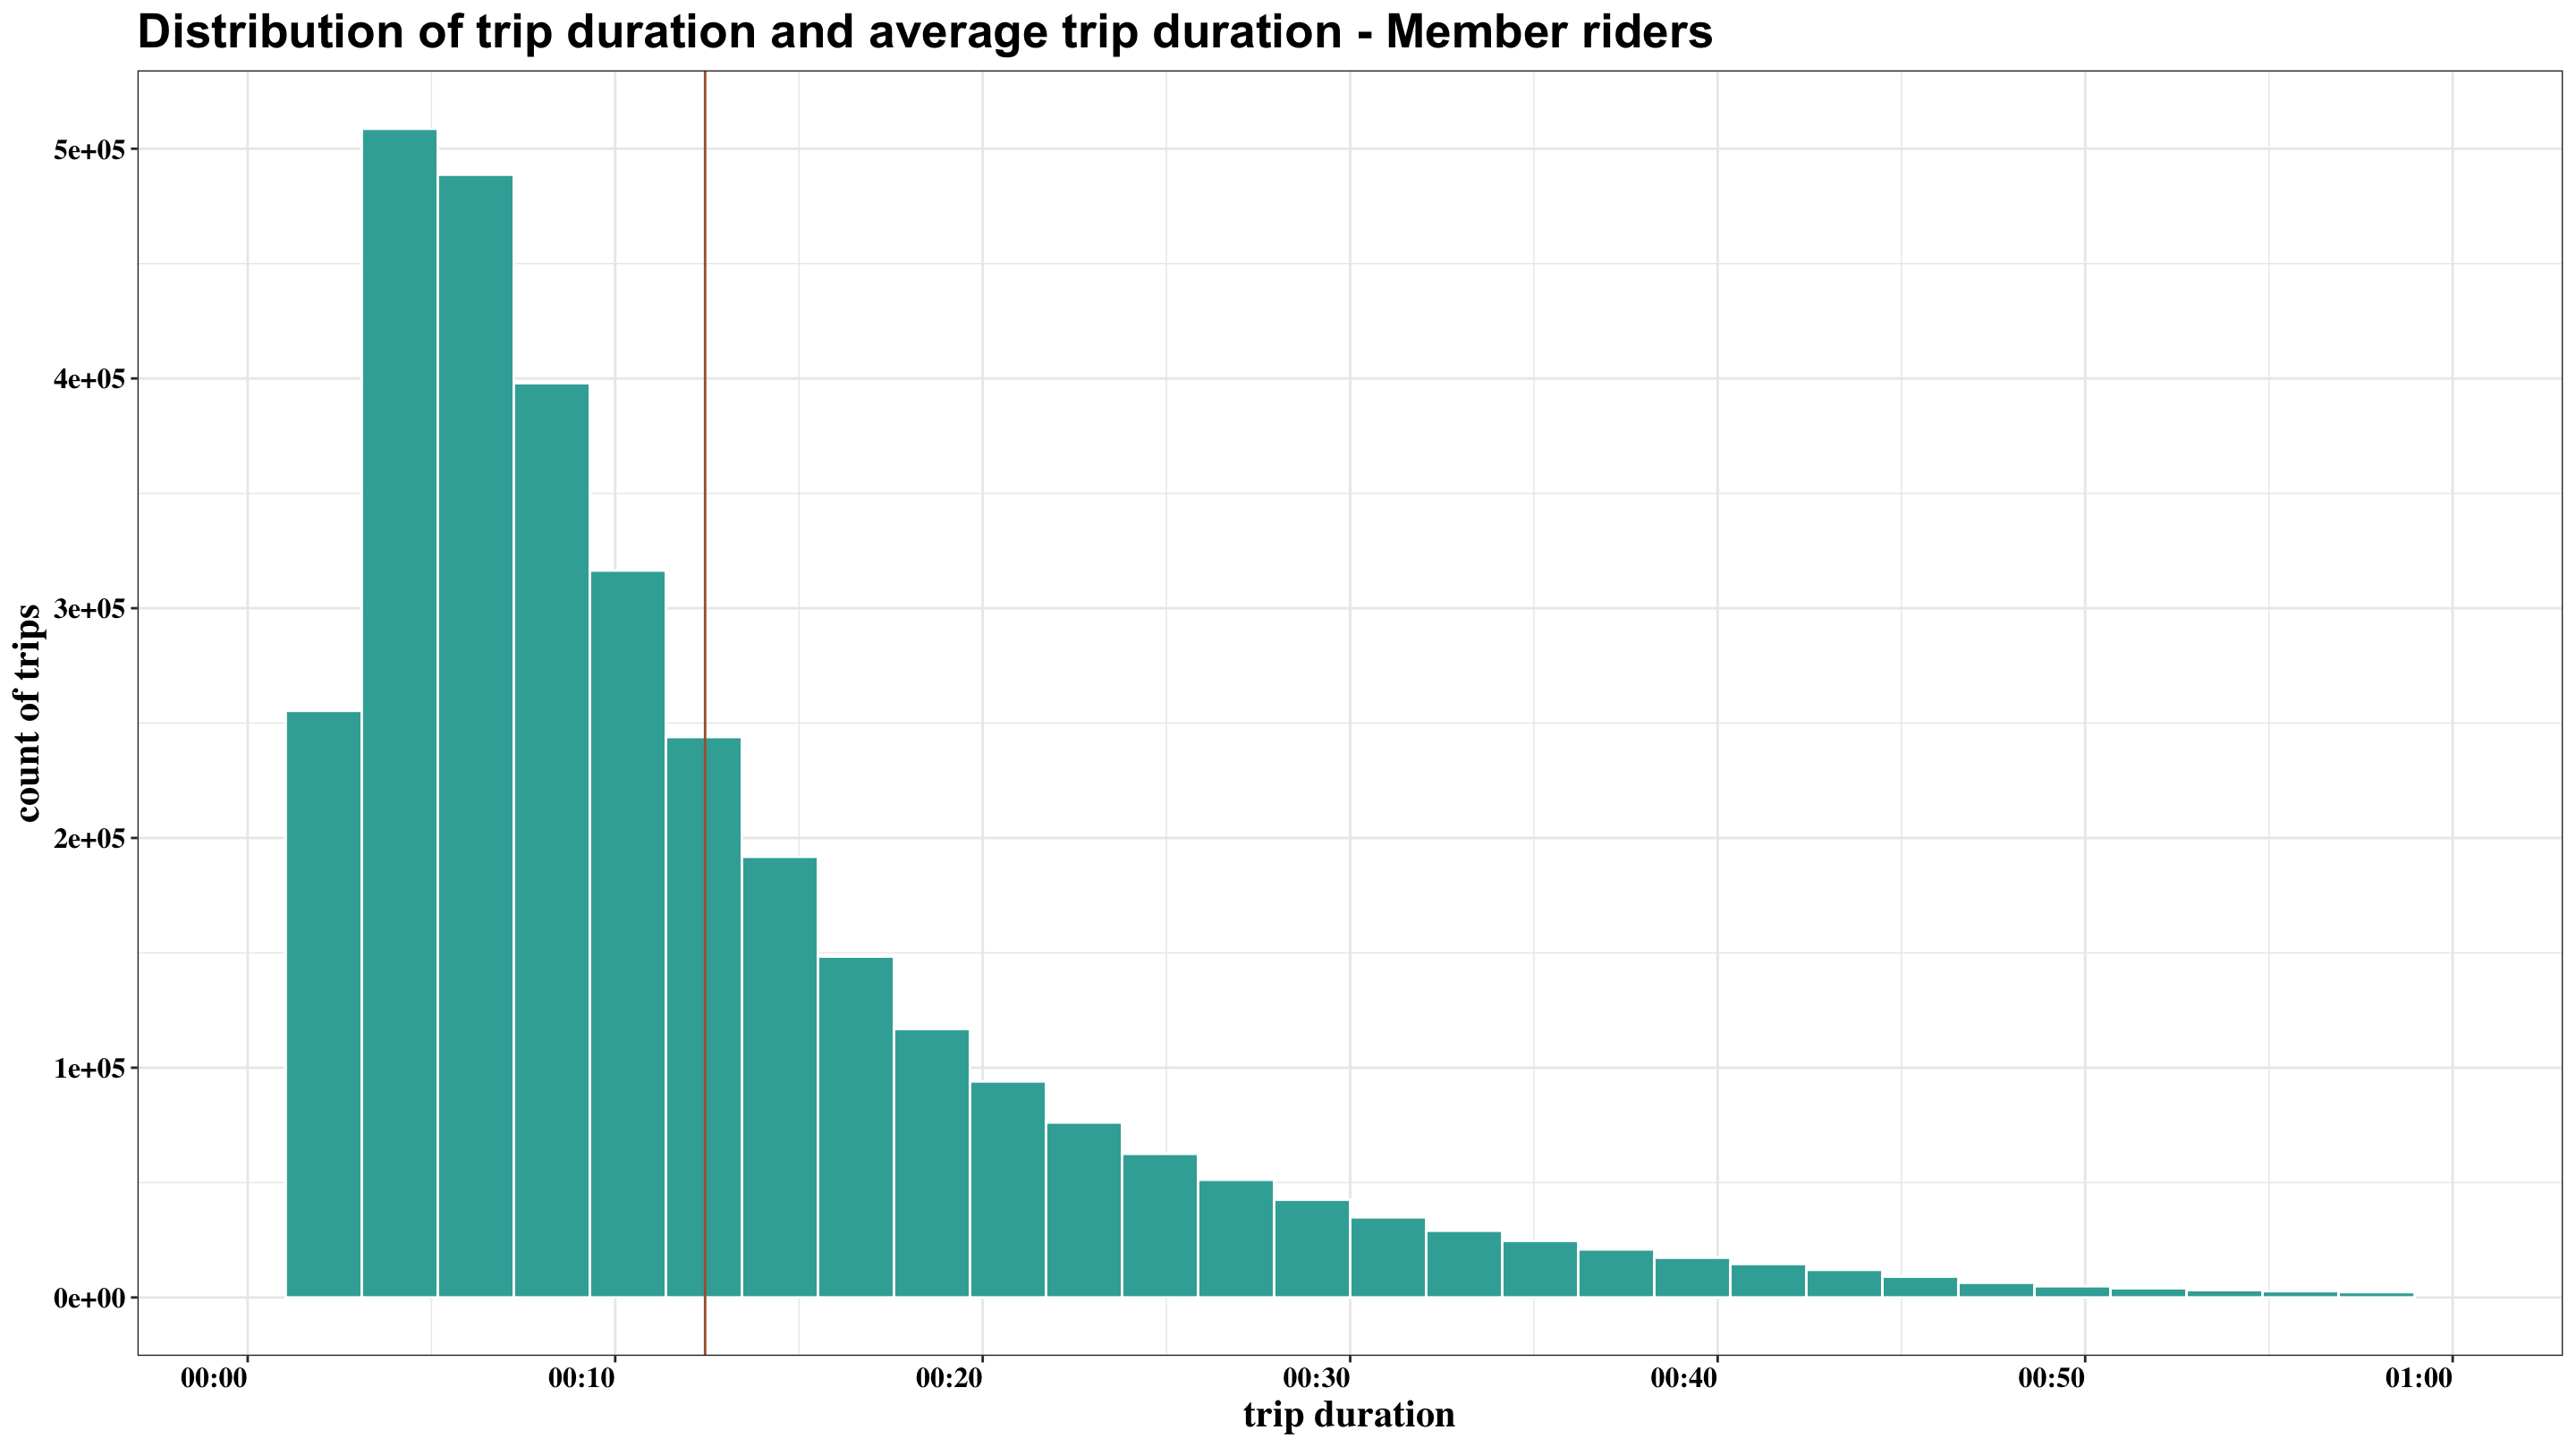 Distribution of trip duration and average trip duration - Member riders
count of trips
5e+05
4e+05
3e+05
2e+05
1e+05
0e+00
00:00 00:10 00:20 00:30 00:40 00:50 01:00
trip duration